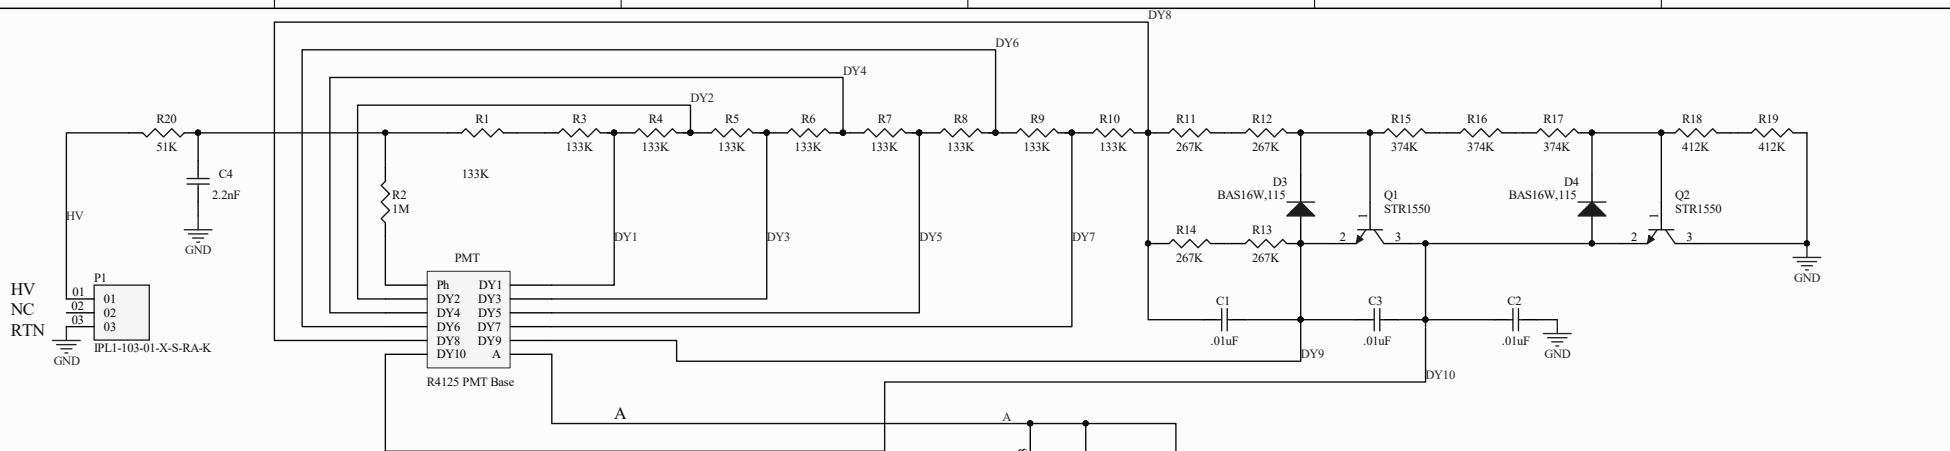 DY8
DY6
DY4
DY2
R20 R1 R3 R4 R5 R6 R7 R8 R9 R10 R11 R12 R15 R16 R17 R18 R19
51K 133K 133K 133K 133K 133K 133K 133K 133K 267K 267K 374K 374K 374K 412K 412K
133K
C4
2.2nF
GND
HV
R2
1M
DY1 DY3 DY5 DY7
D3
BAS16W,115
Q1
STR1550
1
D4
BAS16W,115
Q2
STR1550
1
R14 R13
267K 267K
2 3
2 3
GND
PMT
Ph DY1
DY2 DY3
DY4 DY5
DY6 DY7
DY8 DY9
DY10 A
R4125 PMT Base
P1
HV 01 01
NC 02 02
RTN 03 03
GND
IPL1-103-01-X-S-RA-K
C1 C3 C2
.01uF .01uF .01uF
GND
DY9
DY10
A
A